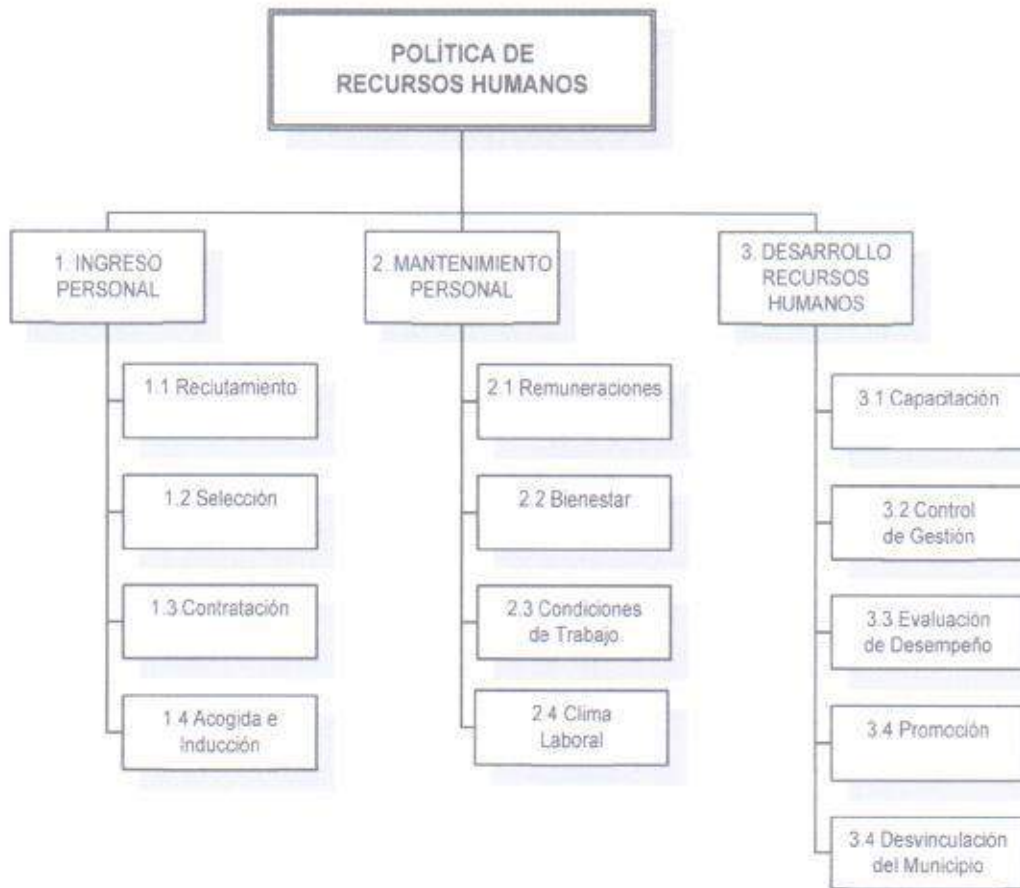 POLÍTICA DE
RECURSOS HUMANOS
1. INGRESO
PERSONAL
1.1 Reclutamiento
1.2 Selección
1.3 Contratación
1.4 Acogida e
Inducción
2. MANTENIMIENTO
PERSONAL
2.1 Remuneraciones
2.2 Bienestar
2.3 Condiciones
de Trabajo
2.4 Clima
Laboral
3. DESARROLLO
RECURSOS
HUMANOS
3.1 Capacitación
3.2 Control
de Gestión
3.3 Evaluación
de Desempeño
3.4 Promoción
3.4 Desvinculación
del Municipio